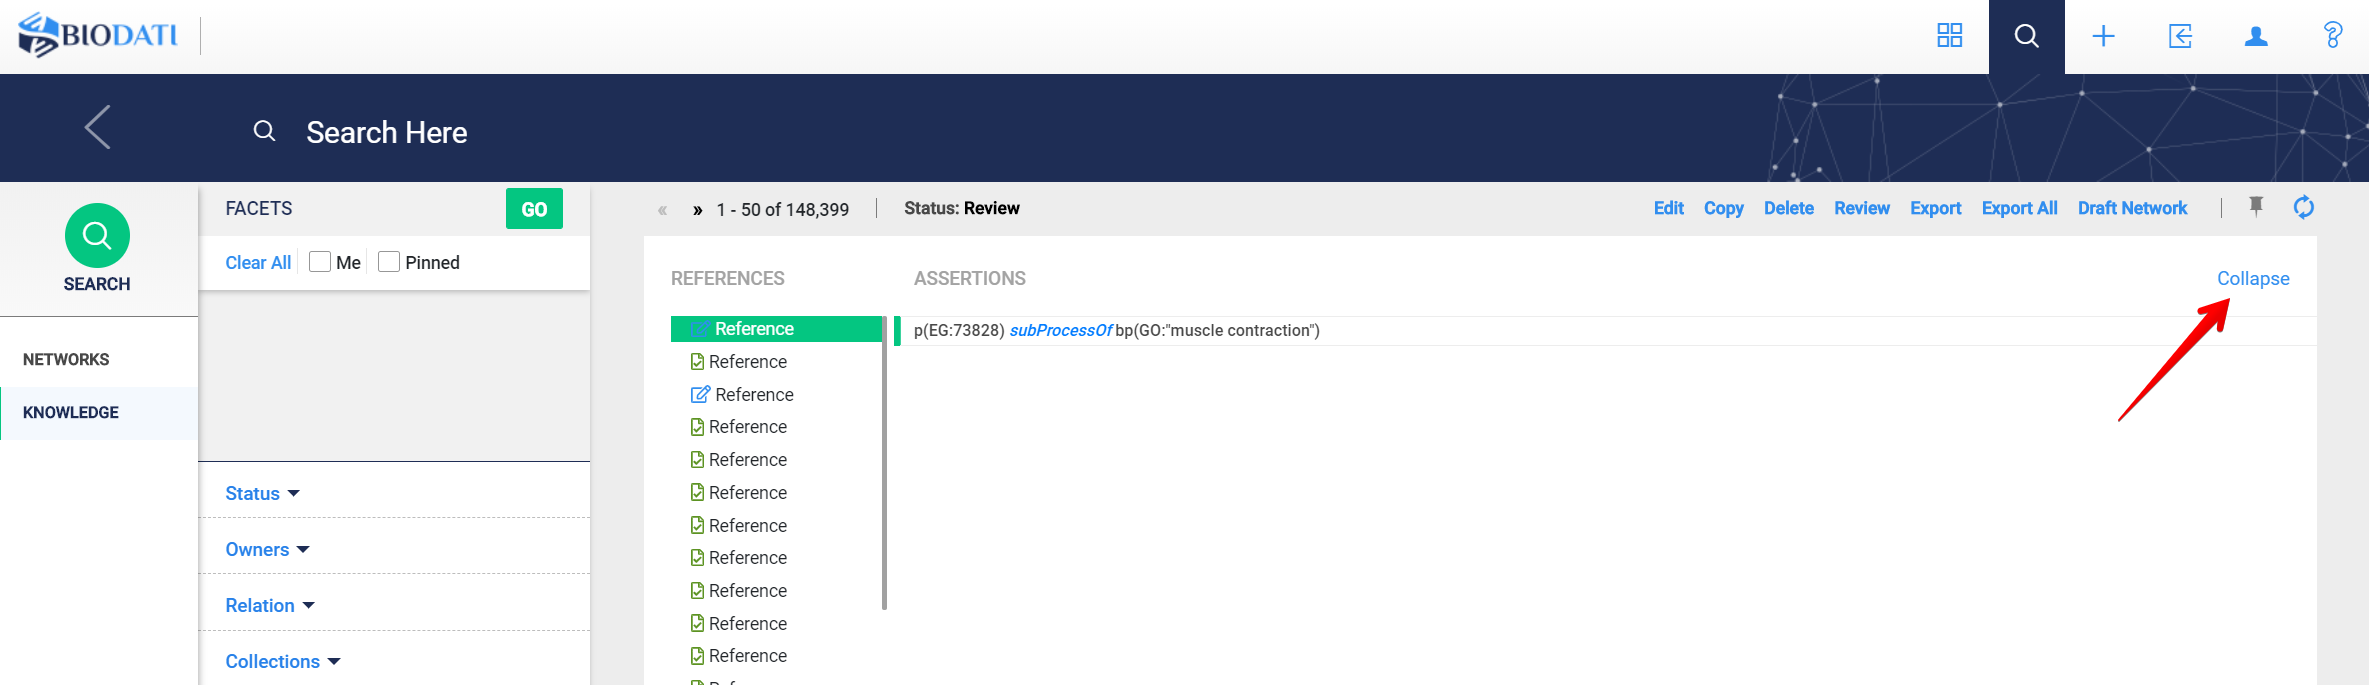 BIODATI
Search Here
SEARCH
NETWORKS
KNOWLEDGE
FACETS
GO
Clear All
Me
Pinned
Status
Owners
Relation
Collections
« » 1 - 50 of 148,399
Status: Review
Edit Copy Delete Review Export Export All Draft Network
REFERENCES
ASSERTIONS
Collapse
Reference
p(EG:73828) subProcessOf bp(GO:"muscle contraction")
Reference
Reference
Reference
Reference
Reference
Reference
Reference
Reference
Reference
Reference